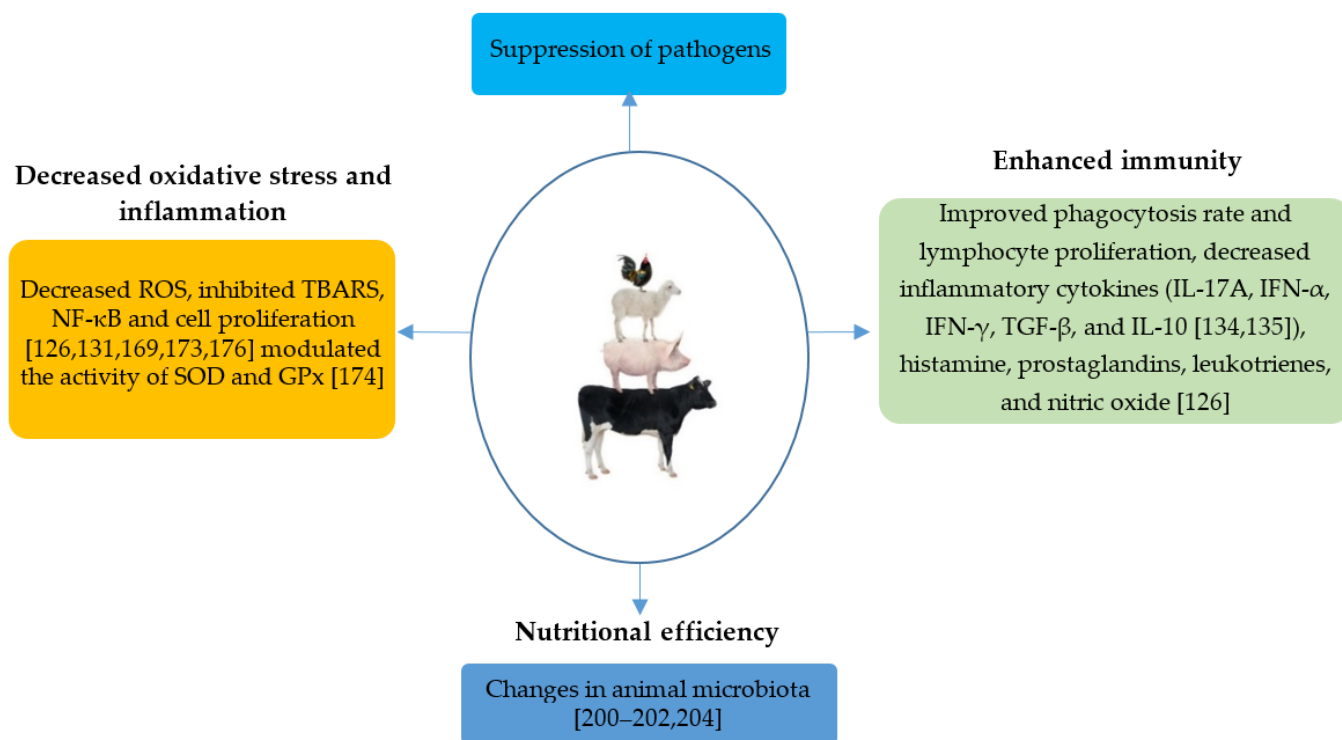 Suppression of pathogens
Decreased oxidative stress and
inflammation
Decreased ROS, inhibited TBARS,
NF-κB and cell proliferation
[126,131,169,173,176] modulated
the activity of SOD and GPx [174]
Enhanced immunity
Improved phagocytosis rate and
lymphocyte proliferation, decreased
inflammatory cytokines (IL-17A, IFN-α,
IFN-γ, TGF-β, and IL-10 [134,135]),
histamine, prostaglandins, leukotrienes,
and nitric oxide [126]
Nutritional efficiency
Changes in animal microbiota
[200–202,204]